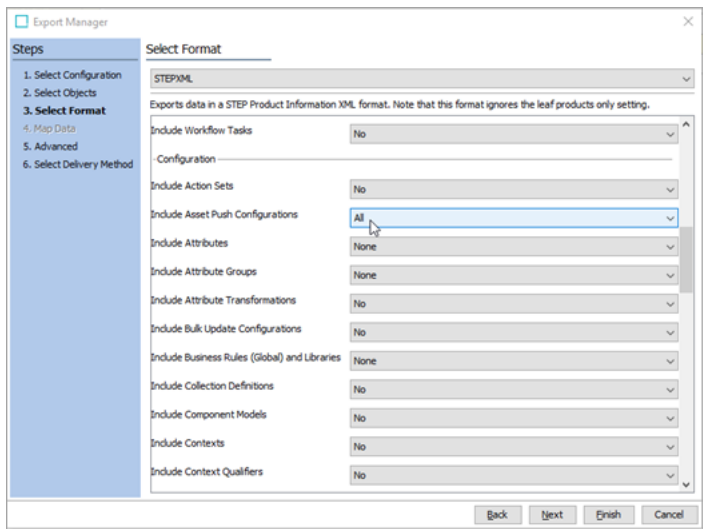 Export Manager
Steps
1. Select Configuration
2. Select Objects
3. Select Format
4. Map Data
5. Advanced
6. Select Delivery Method
Select Format
STEPXML
Exports data in a STEP Product Information XML format. Note that this format ignores the leaf products only setting.
Include Workflow Tasks No
Configuration
Include Action Sets No
Include Asset Push Configurations All
Include Attributes None
Include Attribute Groups None
Include Attribute Transformations No
Include Bulk Update Configurations No
Include Business Rules (Global) and Libraries None
Include Collection Definitions No
Include Component Models No
Include Contexts No
Include Context Qualifiers No
Back Next Finish Cancel